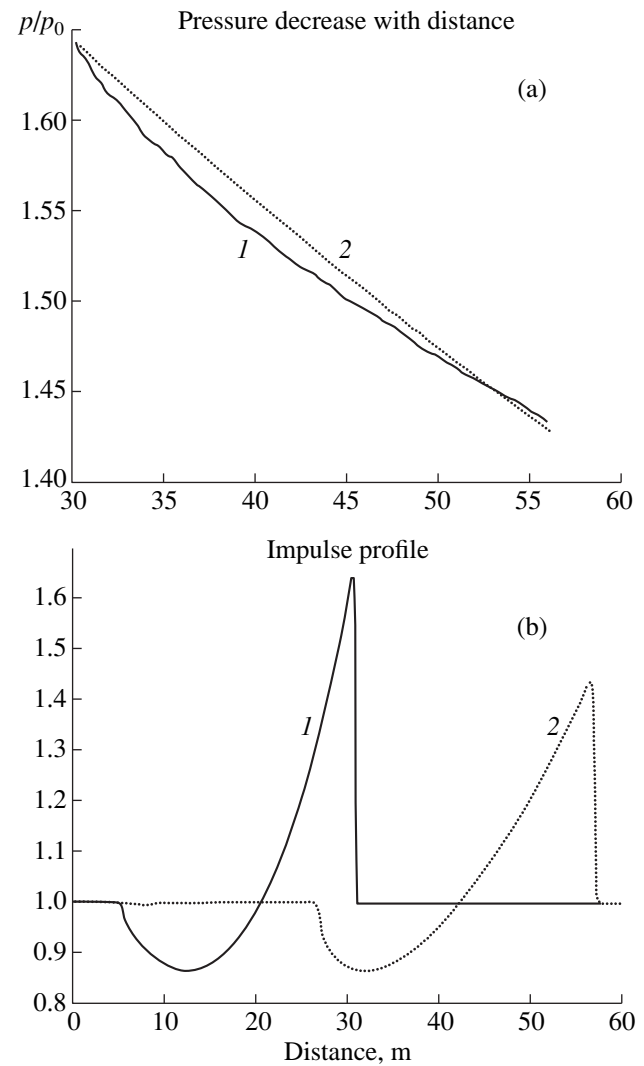 p/p0 Pressure decrease with distance
(a)
1.60
1.55
1 2
1.50
1.45
1.40
30 35 40 45 50 55 60
Impulse profile
1.6 (b)
1.5
1.4
1 2
1.3
1.2
1.1
1.0
0.9
0.8
0 10 20 30 40 50 60
Distance, m